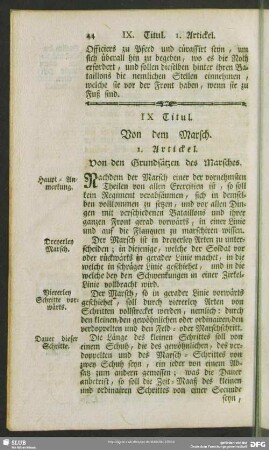 44 IX. Titul. 1. Artickel.
Officiers zu Pferd und cürassirt seyn, um
sich überall hin zu begeben, wo es die Noth
erfordert, und sollen dieselben hinter ihren Ba-
taillons die nemlichen Stellen einnehmen,
welche sie vor der Front haben, wenn sie zu
Fuß sind.
IX Titul.
Von dem Marsch.
1. Artickel.
Von den Grundsätzen des Marsches.
Haupt-An-
merkung.
Nachdem der Marsch einer der vornehmsten
Theilen von allen Exercitien ist, so soll
kein Regiment verabsäumen, sich in demsel-
ben vollkommen zu setzen, und vor allen Din-
gen mit verschiedenen Bataillons und ihrer
ganzen Front gerad vorwärts, in einer Linie
und auf die Flanquen zu marschiren wissen.
Dreyerley
Marsch.
Der Marsch ist in dreyerley Arten zu unter-
scheiden; in diejenige, welche der Soldat vor
oder rückwärts in gerader Linie machet, in die
welche in schräger Linie geschiehet, und in die
welche bey den Schwenkungen in einer Zirkel-
Linie vollbracht wird.
Viererley
Schritte vor-
wärts.
Der Marsch, so in gerader Linie vorwärts
geschiehet, soll durch viererley Arten von
Schritten vollstrecket werden, nemlich: durch
den kleinen den gewöhnlichen oder ordinairen den
verdoppelten und den Feld- oder Marschschritt.
Dauer dieser
Schritte.
Die Länge des kleinen Schrittes soll von
einem Schuh, die des gewöhnlichen, des ver-
doppelten und des Marsch-Schrittes von
zwey Schuh seyn, ein jeder von einem Ab-
satz zum andern gemessen; was die Dauer
anbetrift, so soll die Zeit-Maaß des kleinen
und ordinairen Schrittes von einer Secunde
seyn,
SLUB